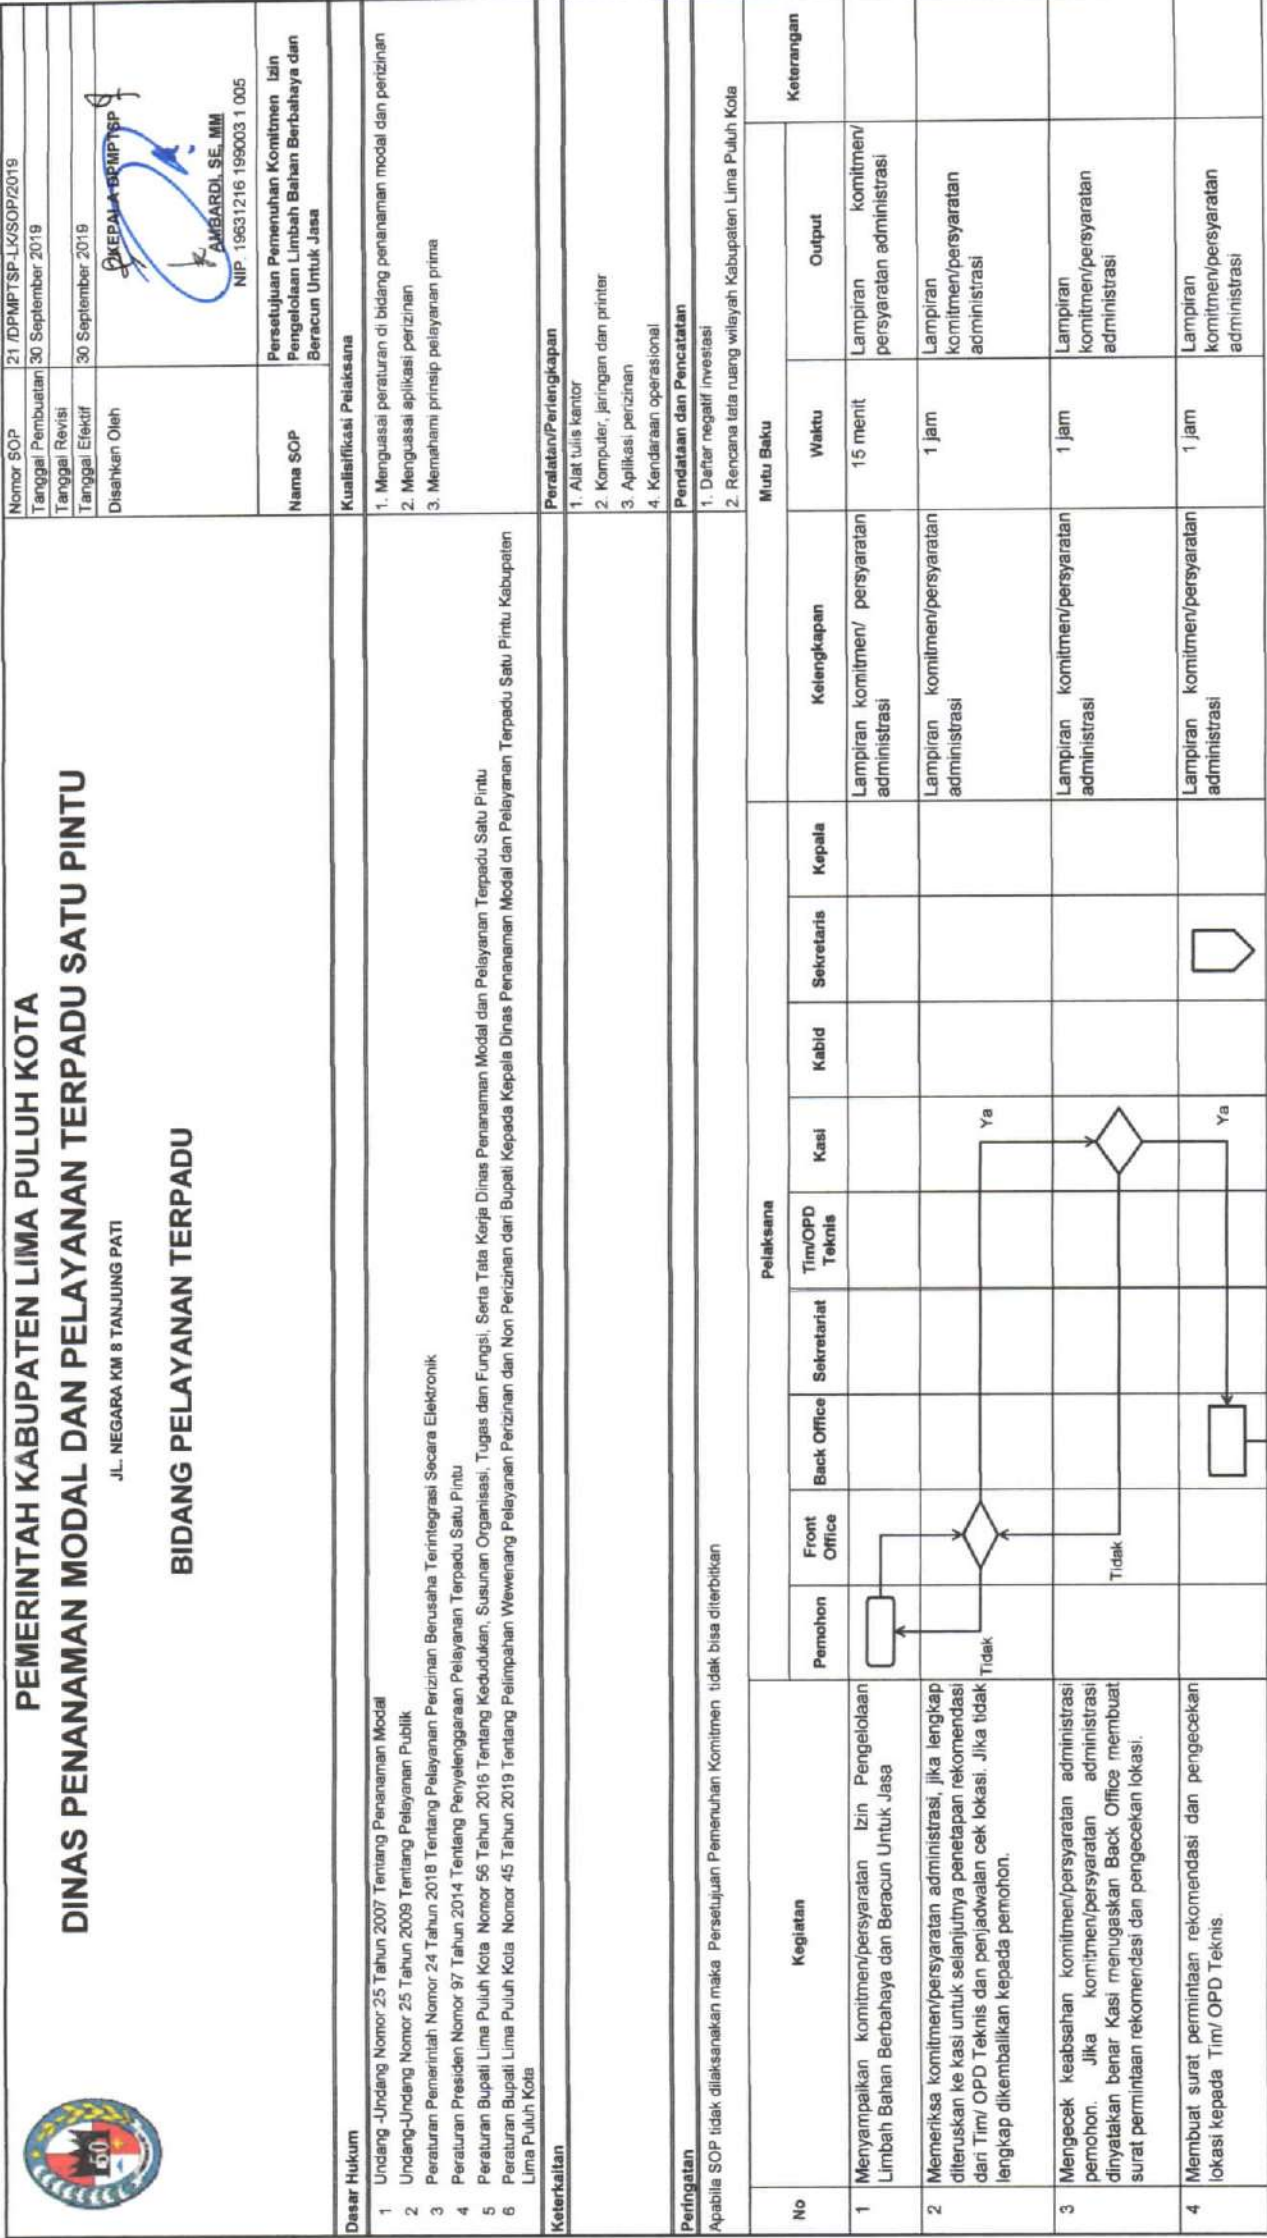 PEMERINTAH KABUPATEN LIMA PULUH KOTA
DINAS PENANAMAN MODAL DAN PELAYANAN TERPADU SATU PINTU
JL. NEGARA KM 8 TANJUNG PATI
BIDANG PELAYANAN TERPADU
50
Nomor SOP
21 /DPMPTSP-LK/SOP/2019
Tanggal Pembuatan
30 September 2019
Tanggal Revisi
Tanggal Efektif
30 September 2019
Disahkan Oleh
KEPALA DPMPTSP
AMBARDI, SE, MM
NIP. 19631216 199003 1 005
Nama SOP
Persetujuan Pemenuhan Komitmen Izin
Pengelolaan Limbah Bahan Berbahaya dan
Beracun Untuk Jasa
Dasar Hukum
1 Undang -Undang Nomor 25 Tahun 2007 Tentang Penanaman Modal
2 Undang-Undang Nomor 25 Tahun 2009 Tentang Pelayanan Publik
3 Peraturan Pemerintah Nomor 24 Tahun 2018 Tentang Pelayanan Perizinan Berusaha Terintegrasi Secara Elektronik
4 Peraturan Presiden Nomor 97 Tahun 2014 Tentang Penyelenggaraan Pelayanan Terpadu Satu Pintu
5 Peraturan Bupati Lima Puluh Kota Nomor 56 Tahun 2016 Tentang Kedudukan, Susunan Organisasi, Tugas dan Fungsi, Serta Tata Kerja Dinas Penanaman Modal dan Pelayanan Terpadu Satu Pintu
6 Peraturan Bupati Lima Puluh Kota Nomor 45 Tahun 2019 Tentang Pelimpahan Wewenang Pelayanan Perizinan dan Non Perizinan dari Bupati Kepada Kepala Dinas Penanaman Modal dan Pelayanan Terpadu Satu Pintu Kabupaten
Lima Puluh Kota
Kualisifikasi Pelaksana
1. Menguasai peraturan di bidang penanaman modal dan perizinan
2. Menguasai aplikasi perizinan
3. Memahami prinsip pelayanan prima
Keterkaitan
Peralatan/Perlengkapan
1. Alat tulis kantor
2. Komputer, jaringan dan printer
3. Aplikasi perizinan
4. Kendaraan operasional
Peringatan
Apabila SOP tidak dilaksanakan maka Persetujuan Pemenuhan Komitmen tidak bisa diterbitkan
Pendataan dan Pencatatan
1. Daftar negatif investasi
2. Rencana tata ruang wilayah Kabupaten Lima Puluh Kota
No
Kegiatan
Pelaksana
Mutu Baku
Keterangan
Pemohon
Front
Office
Back Office
Sekretariat
Tim/OPD
Teknis
Kasi
Kabid
Sekretaris
Kepala
Kelengkapan
Waktu
Output
1
Menyampaikan komitmen/persyaratan Izin Pengelolaan
Limbah Bahan Berbahaya dan Beracun Untuk Jasa
Lampiran komitmen/ persyaratan
administrasi
15 menit
Lampiran komitmen/
persyaratan administrasi
2
Memeriksa komitmen/persyaratan administrasi, jika lengkap
diteruskan ke kasi untuk selanjutnya penetapan rekomendasi
dari Tim/ OPD Teknis dan penjadwalan cek lokasi. Jika tidak
lengkap dikembalikan kepada pemohon.
Tidak
Ya
Lampiran komitmen/persyaratan
administrasi
1 jam
Lampiran
komitmen/persyaratan
administrasi
3
Mengecek keabsahan komitmen/persyaratan administrasi
pemohon. Jika komitmen/persyaratan administrasi
dinyatakan benar Kasi menugaskan Back Office membuat
surat permintaan rekomendasi dan pengecekan lokasi.
Tidak
Lampiran komitmen/persyaratan
administrasi
1 jam
Lampiran
komitmen/persyaratan
administrasi
4
Membuat surat permintaan rekomendasi dan pengecekan
lokasi kepada Tim/ OPD Teknis.
Ya
Lampiran komitmen/persyaratan
administrasi
1 jam
Lampiran
komitmen/persyaratan
administrasi